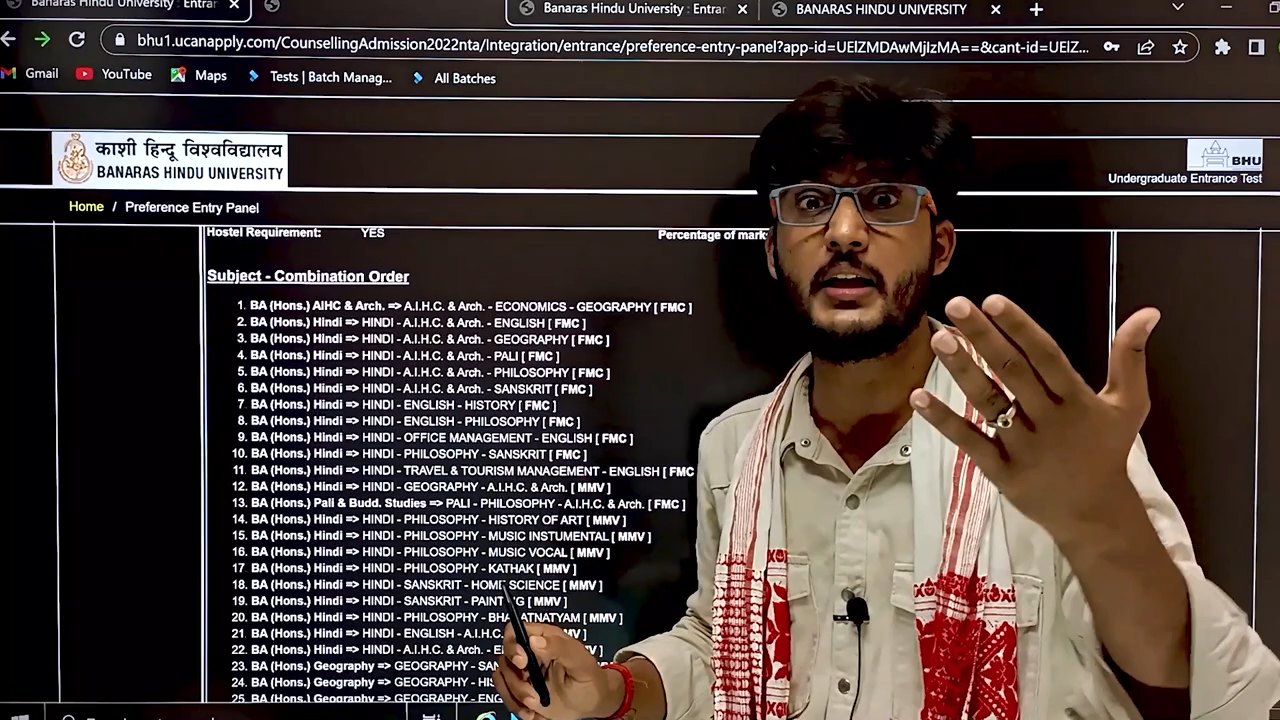 Banaras Hindu University : Entrar
Banaras Hindu University : Entrar
BANARAS HINDU UNIVERSITY
bhu1.ucanapply.com/CounsellingAdmission2022nta/Integration/entrance/preference-entry-panel?app-id=UElZMDAwMjIzMA==&cant-id=UElZ...
Gmail YouTube Maps Tests | Batch Manag... All Batches
काशी हिन्दू विश्वविद्यालय
BANARAS HINDU UNIVERSITY
BHU
Undergraduate Entrance Test
Home / Preference Entry Panel
Hostel Requirement: YES Percentage of mark
Subject - Combination Order
1. BA (Hons.) AIHC & Arch. => A.I.H.C. & Arch. - ECONOMICS - GEOGRAPHY [ FMC ]
2. BA (Hons.) Hindi => HINDI - A.I.H.C. & Arch. - ENGLISH [ FMC ]
3. BA (Hons.) Hindi => HINDI - A.I.H.C. & Arch. - GEOGRAPHY [ FMC ]
4. BA (Hons.) Hindi => HINDI - A.I.H.C. & Arch. - PALI [ FMC ]
5. BA (Hons.) Hindi => HINDI - A.I.H.C. & Arch. - PHILOSOPHY [ FMC ]
6. BA (Hons.) Hindi => HINDI - A.I.H.C. & Arch. - SANSKRIT [ FMC ]
7. BA (Hons.) Hindi => HINDI - ENGLISH - HISTORY [ FMC ]
8. BA (Hons.) Hindi => HINDI - ENGLISH - PHILOSOPHY [ FMC ]
9. BA (Hons.) Hindi => HINDI - OFFICE MANAGEMENT - ENGLISH [ FMC ]
10. BA (Hons.) Hindi => HINDI - PHILOSOPHY - SANSKRIT [ FMC ]
11. BA (Hons.) Hindi => HINDI - TRAVEL & TOURISM MANAGEMENT - ENGLISH [ FMC
12. BA (Hons.) Hindi => HINDI - GEOGRAPHY - A.I.H.C. & Arch. [ MMV ]
13. BA (Hons.) Pali & Budd. Studies => PALI - PHILOSOPHY - A.I.H.C. & Arch. [ FMC ]
14. BA (Hons.) Hindi => HINDI - PHILOSOPHY - HISTORY OF ART [ MMV ]
15. BA (Hons.) Hindi => HINDI - PHILOSOPHY - MUSIC INSTUMENTAL [ MMV ]
16. BA (Hons.) Hindi => HINDI - PHILOSOPHY - MUSIC VOCAL [ MMV ]
17. BA (Hons.) Hindi => HINDI - PHILOSOPHY - KATHAK [ MMV ]
18. BA (Hons.) Hindi => HINDI - SANSKRIT - HOME SCIENCE [ MMV ]
19. BA (Hons.) Hindi => HINDI - SANSKRIT - [ MMV ]
20. BA (Hons.) Hindi => HINDI - PHILOSOPHY - [ MMV ]
21. BA (Hons.) Hindi => HINDI - ENGLISH - A.I.H.C. MMV ]
22. BA (Hons.) Hindi => HINDI - A.I.H.C. & Arch. - MMV ]
23. BA (Hons.) Geography => GEOGRAPHY - SAN
24. BA (Hons.) Geography => GEOGRAPHY - HIS
25. BA (Hons.) Geography => GEOGRAPHY - ENG